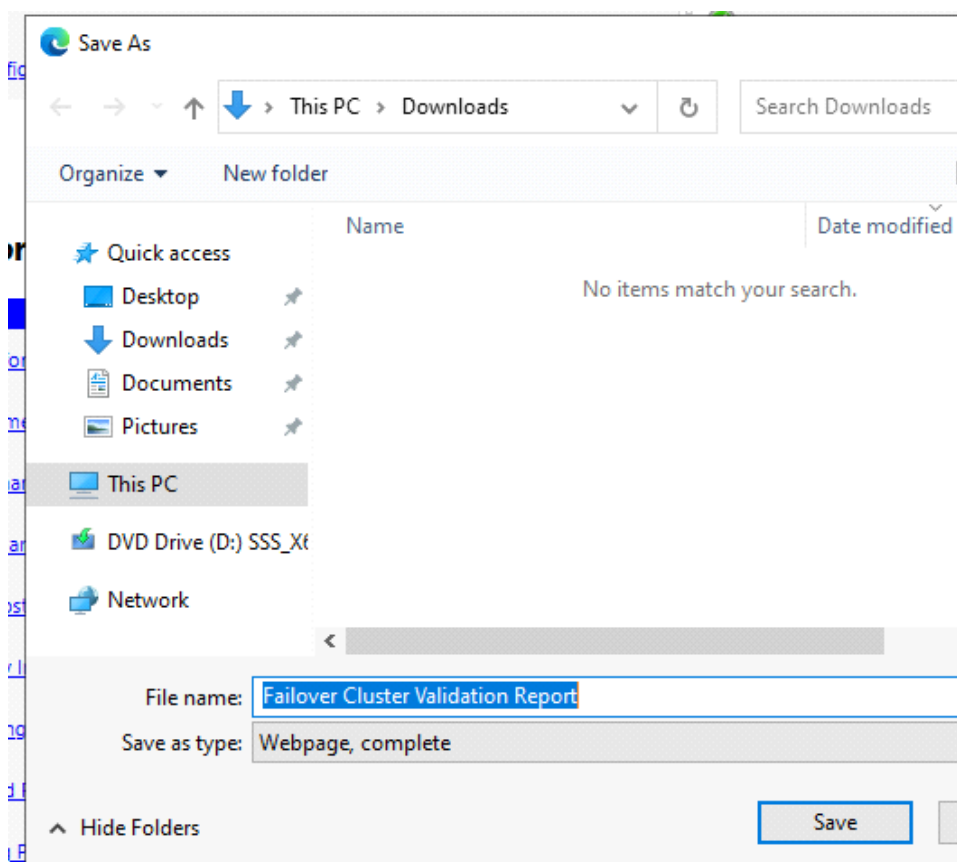 Save As
This PC > Downloads
Search Downloads
Organize
New folder
Name
Date modified
Quick access
No items match your search.
Desktop
Downloads
Documents
Pictures
This PC
DVD Drive (D:) SSS_X6
Network
File name: Failover Cluster Validation Report
Save as type: Webpage, complete
Hide Folders
Save